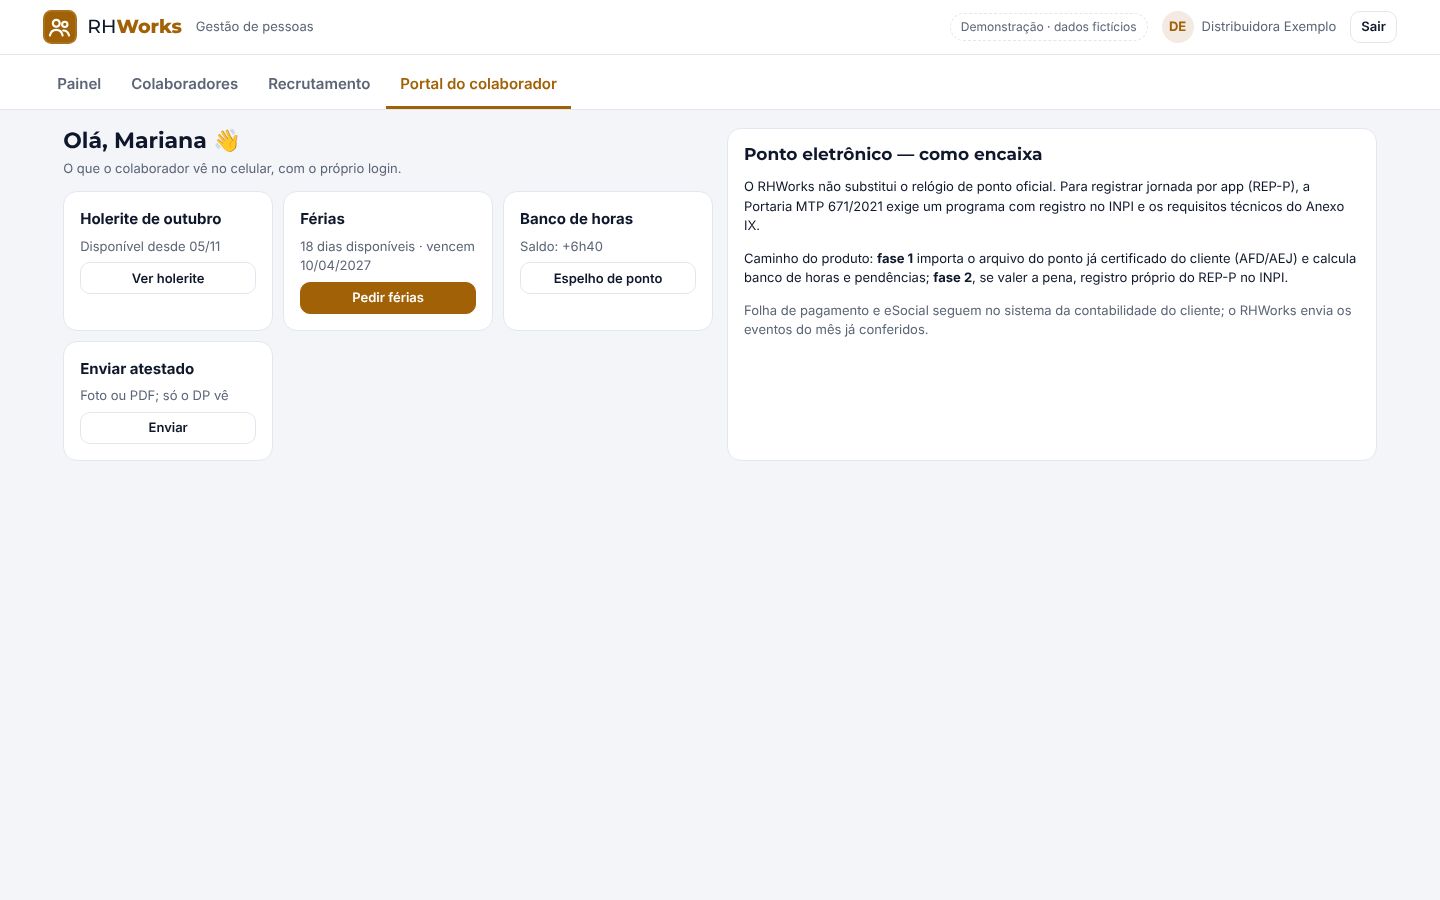 RHWorks
Gestão de pessoas
Demonstração · dados fictícios
DE
Distribuidora Exemplo
Sair
Painel
Colaboradores
Recrutamento
Portal do colaborador
Olá, Mariana 👋
O que o colaborador vê no celular, com o próprio login.
Holerite de outubro
Disponível desde 05/11
Ver holerite
Férias
18 dias disponíveis · vencem
10/04/2027
Pedir férias
Banco de horas
Saldo: +6h40
Espelho de ponto
Enviar atestado
Foto ou PDF; só o DP vê
Enviar
Ponto eletrônico — como encaixa
O RHWorks não substitui o relógio de ponto oficial. Para registrar jornada por app (REP-P), a
Portaria MTP 671/2021 exige um programa com registro no INPI e os requisitos técnicos do Anexo
IX.
Caminho do produto: fase 1 importa o arquivo do ponto já certificado do cliente (AFD/AEJ) e calcula
banco de horas e pendências; fase 2, se valer a pena, registro próprio do REP-P no INPI.
Folha de pagamento e eSocial seguem no sistema da contabilidade do cliente; o RHWorks envia os
eventos do mês já conferidos.